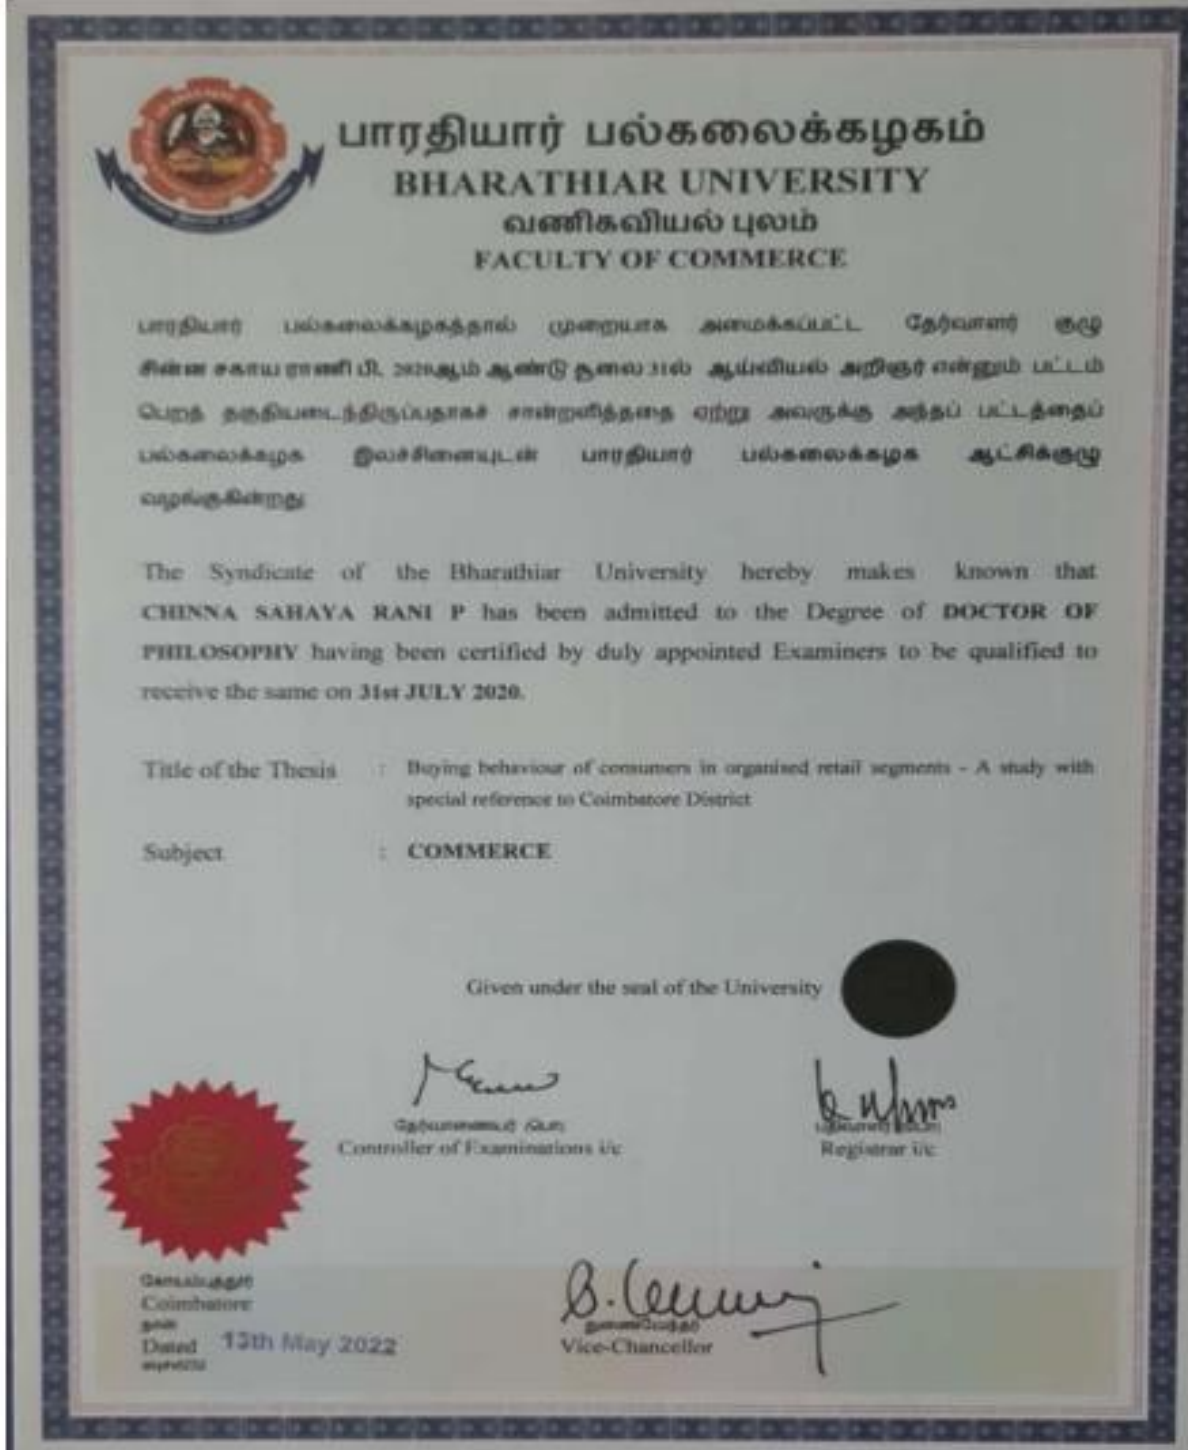 பாரதியார் பல்கலைக்கழகம்
BHARATHIAR UNIVERSITY
வணிகவியல் புலம்
FACULTY OF COMMERCE
பாரதியார் பல்கலைக்கழகத்தால் முறையாக அமைக்கப்பட்ட தேர்வாளர் குழு
சின்ன சகாய ராணி பி. 2020ஆம் ஆண்டு சூலை 31ல் ஆய்வியல் அறிஞர் என்னும் பட்டம்
பெறத் தகுதியடைந்திருப்பதாகச் சான்றளித்ததை ஏற்று அவருக்கு அந்தப் பட்டத்தைப்
பல்கலைக்கழக இலச்சினையுடன் பாரதியார் பல்கலைக்கழக ஆட்சிக்குழு
வழங்குகின்றது
The Syndicate of the Bharathiar University hereby makes known that
CHINNA SAHAYA RANI P has been admitted to the Degree of DOCTOR OF
PHILOSOPHY having been certified by duly appointed Examiners to be qualified to
receive the same on 31st JULY 2020.
Title of the Thesis : Buying behaviour of consumers in organised retail segments - A study with
special reference to Coimbatore District
Subject : COMMERCE
Given under the seal of the University
தேர்வாணையர் (பொ)
Controller of Examinations i/c
பதிவாளர் (பொ)
Registrar i/c
கோயம்புத்தூர்
Coimbatore
நாள்
Dated 13th May 2022
துணைவேந்தர்
Vice-Chancellor